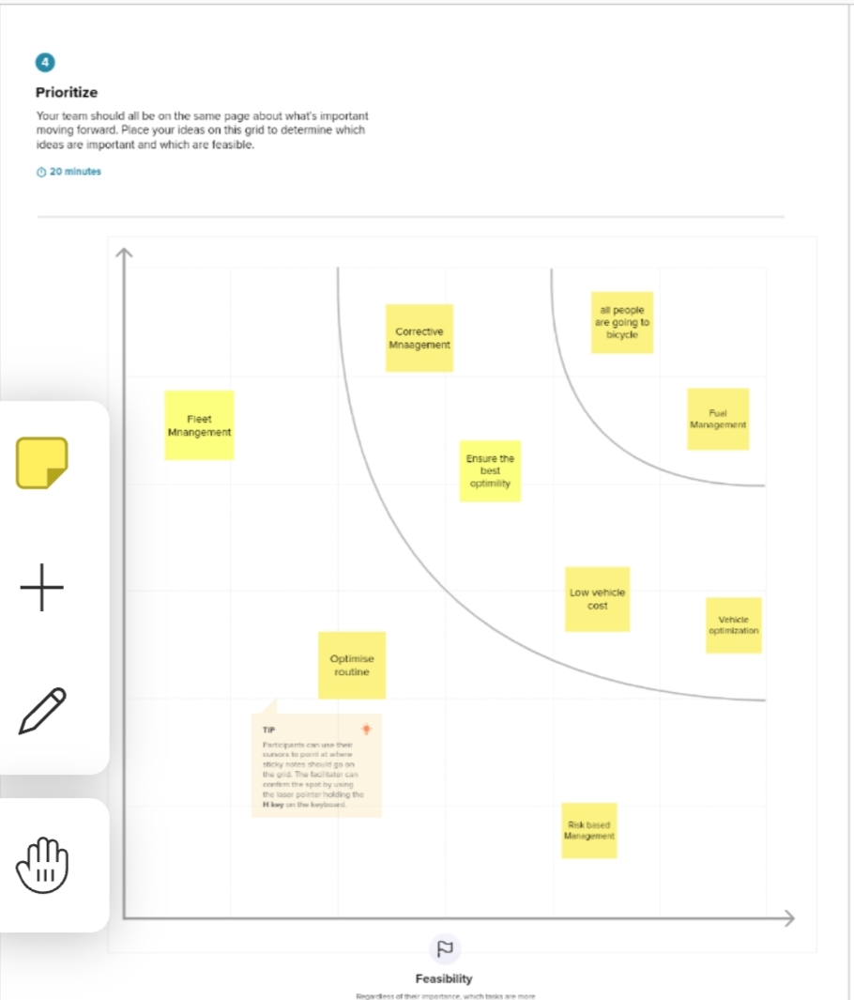 4
Prioritize
Your team should all be on the same page about what's important
moving forward. Place your ideas on this grid to determine which
ideas are important and which are feasible.
20 minutes
all people
are going to
bicycle
Corrective
Mnaagement
Fleet
Mnangement
Fual
Management
Ensure the
best
optimility
Low vehicle
cost
Vehicle
optimization
Optimise
routine
TIP
Participants can use their
cursors to point at where
sticky notes should go on
the grid. The facilitator can
confirm the spot by using
the laser pointer holding the
H key on the keyboard.
Risk based
Management
Feasibility
Regardless of their importance, which tasks are more